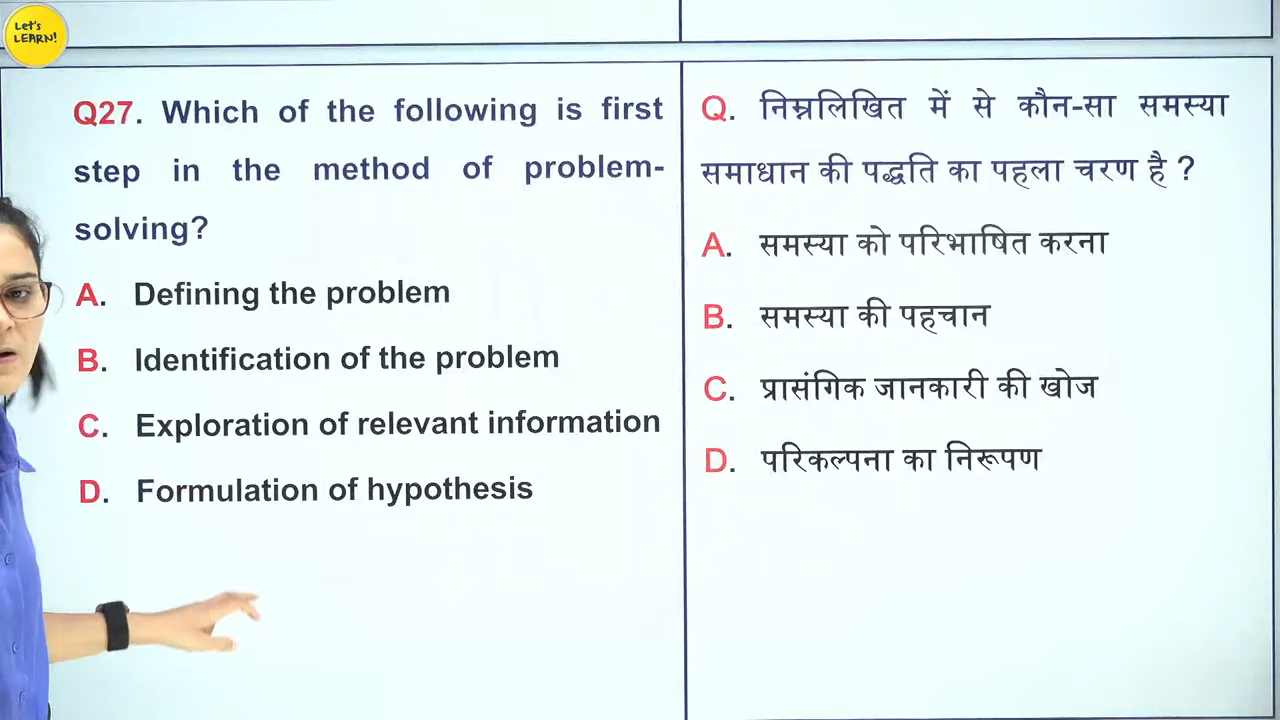 Let's
LEARN!
Q27. Which of the following is first
step in the method of problem-
solving?
A. Defining the problem
B. Identification of the problem
C. Exploration of relevant information
D. Formulation of hypothesis
Q. निम्नलिखित में से कौन-सा समस्या
समाधान की पद्धति का पहला चरण है ?
A. समस्या को परिभाषित करना
B. समस्या की पहचान
C. प्रासंगिक जानकारी की खोज
D. परिकल्पना का निरूपण